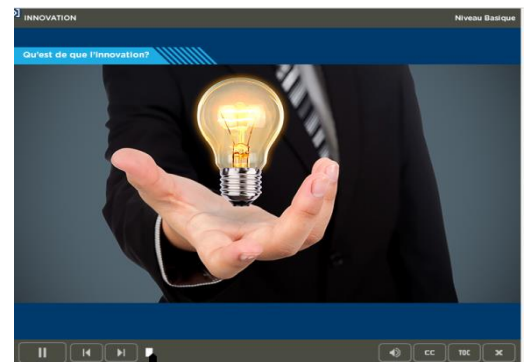 INNOVATION
Niveau Basique
Qu'est de que l'innovation?
CC
TOC